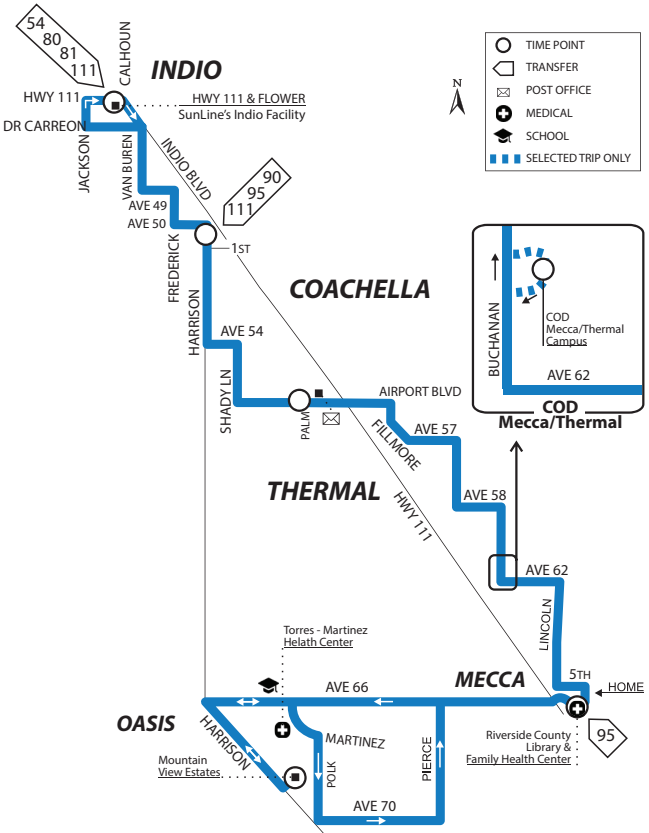 54
80
81
111
CALHOUN
INDIO
HWY 111
HWY 111 & FLOWER
SunLine's Indio Facility
DR CARREON
JACKSON
VAN BUREN
INDIO BLVD
AVE 49
AVE 50
90
95
111
1ST
FREDERICK
HARRISON
COACHELLA
AVE 54
SHADY LN
PALM
AIRPORT BLVD
FILLMORE
AVE 57
THERMAL
HWY 111
AVE 58
AVE 62
LINCOLN
N
TIME POINT
TRANSFER
POST OFFICE
MEDICAL
SCHOOL
SELECTED TRIP ONLY
BUCHANAN
COD
Mecca/Thermal
Campus
AVE 62
COD
Mecca/Thermal
Torres - Martinez
Helath Center
AVE 66
MECCA
5TH
HOME
95
Riverside County
Library &
Family Health Center
OASIS
HARRISON
MARTINEZ
Mountain
View Estates
POLK
PIERCE
AVE 70